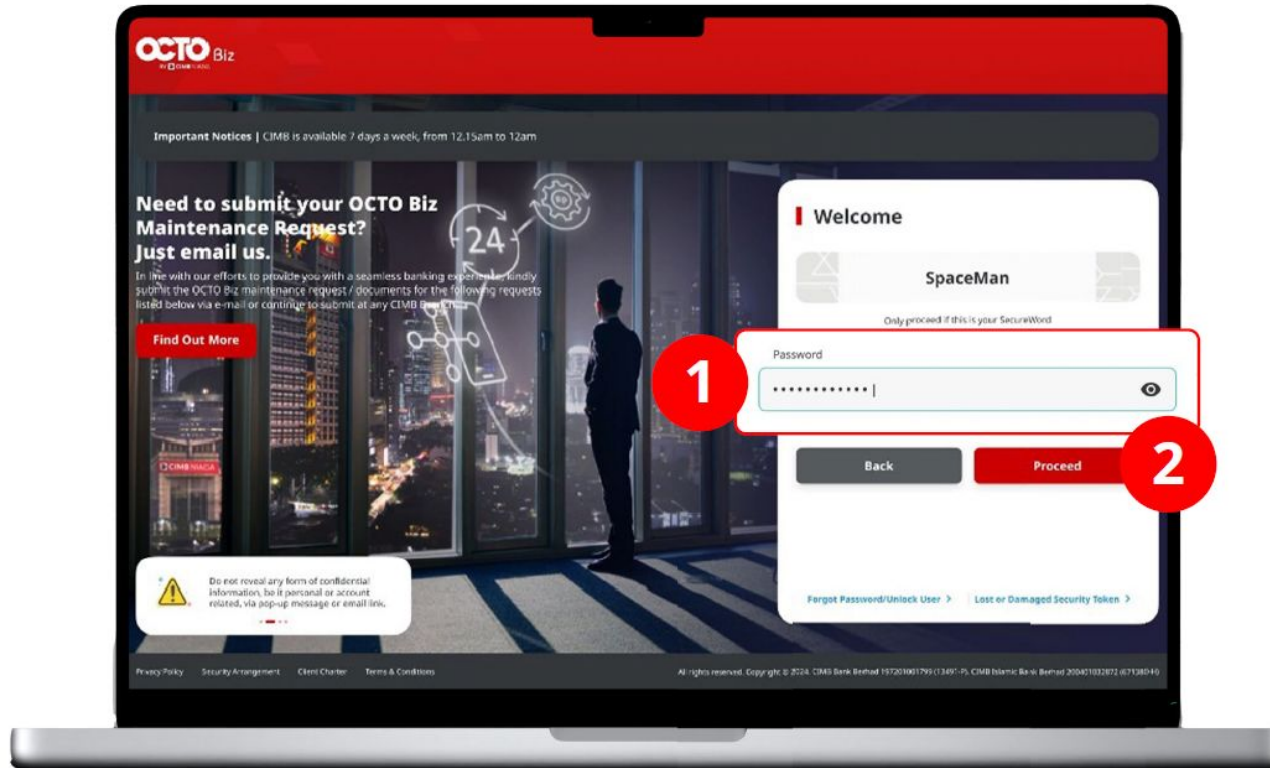 OCTO Biz
BY CIMB NIAGA
Important Notices | CIMB is available 7 days a week, from 12.15am to 12am
Need to submit your OCTO Biz
Maintenance Request?
Just email us.
In line with our efforts to provide you with a seamless banking experience, kindly
submit the OCTO Biz maintenance request / documents for the following requests
listed below via e-mail or continue to submit at any CIMB
Find Out More
24
CIMB NIAGA
Do not reveal any form of confidential
information, be it personal or account
related, via pop-up message or email link.
Welcome
SpaceMan
Only proceed if this is your SecureWord
1
Password
Back
Proceed
2
Forgot Password/Unlock User >
Lost or Damaged Security Token >
Privacy Policy Security Arrangement Client Charter Terms & Conditions
All rights reserved. Copyright © 2024. CIMB Bank Berhad 197201001799 (13491-P). CIMB Islamic Bank Berhad 200401032872 (671380-H)